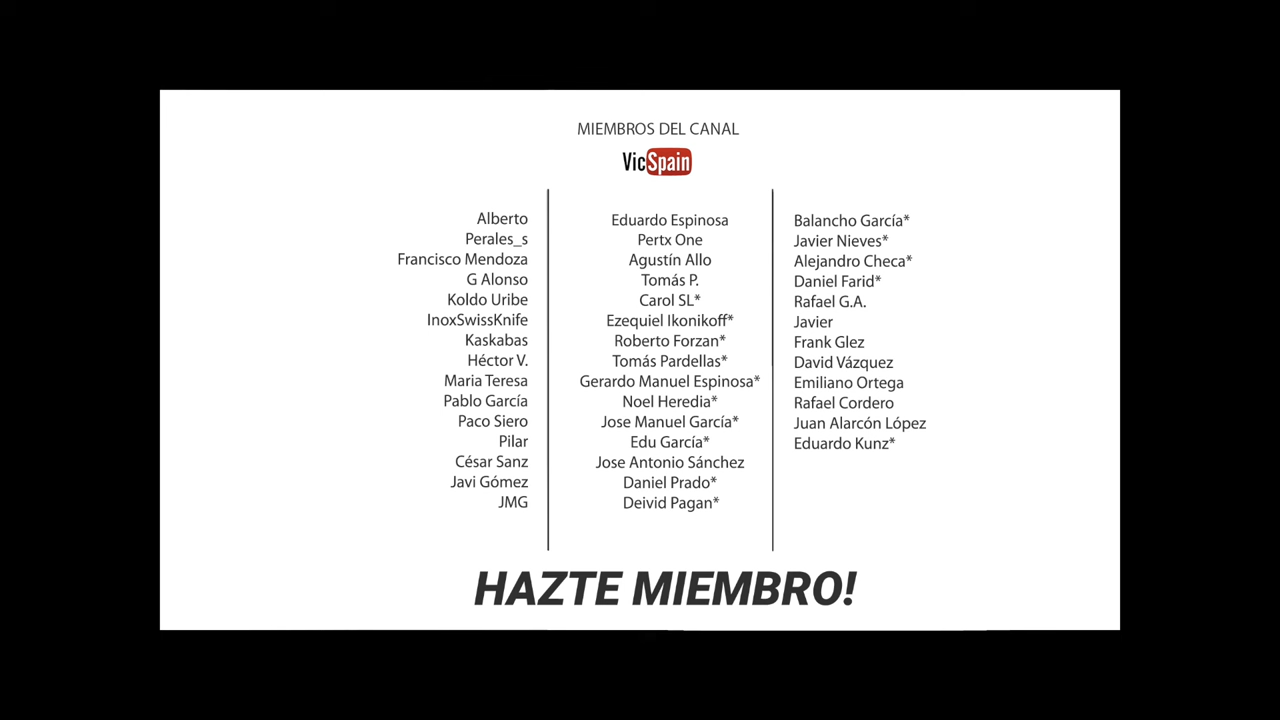 MIEMBROS DEL CANAL
VicSpain
Alberto
Perales_s
Francisco Mendoza
G Alonso
Koldo Uribe
InoxSwissKnife
Kaskabas
Héctor V.
Maria Teresa
Pablo García
Paco Siero
Pilar
César Sanz
Javi Gómez
JMG
Eduardo Espinosa
Pertx One
Agustín Allo
Tomás P.
Carol SL*
Ezequiel Ikonikoff*
Roberto Forzan*
Tomás Pardellas*
Gerardo Manuel Espinosa*
Noel Heredia*
Jose Manuel García*
Edu García*
Jose Antonio Sánchez
Daniel Prado*
Deivid Pagan*
Balancho García*
Javier Nieves*
Alejandro Checa*
Daniel Farid*
Rafael G.A.
Javier
Frank Glez
David Vázquez
Emiliano Ortega
Rafael Cordero
Juan Alarcón López
Eduardo Kunz*
HAZTE MIEMBRO!